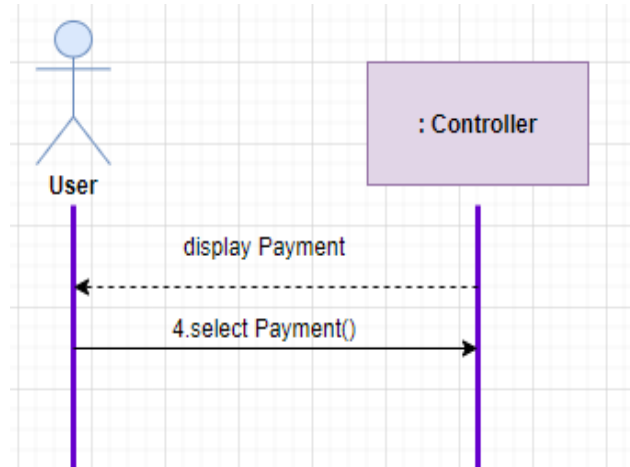 : Controller
User
display Payment
4.select Payment()